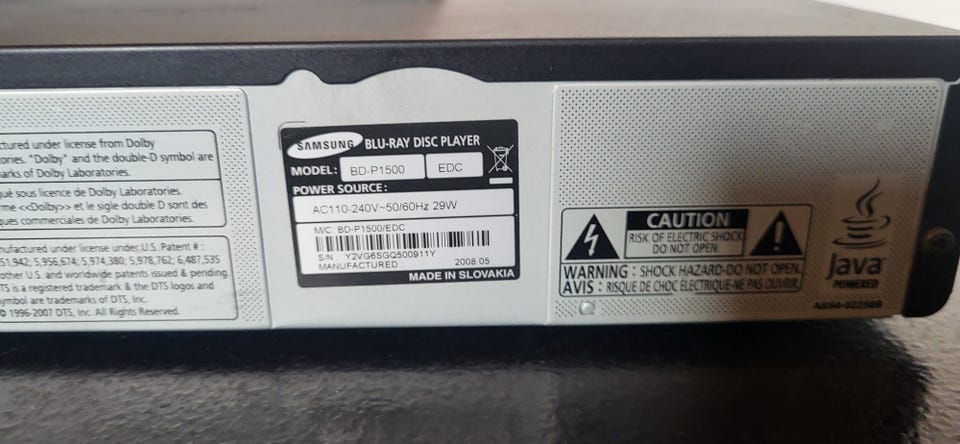 ctured under license from Dolby
ories. "Dolby" and the double-D symbol are
arks of Dolby Laboratories.
qué sous licence de Dolby Laboratories.
rme <<Dolby>> et le sigle double D sont des
ques commerciales de Dolby Laboratories.
nufactured under license under U.S. Patent # :
51,942; 5,956,674; 5,974,380; 5,978,762; 6,487,535
other U.S. and worldwide patents issued & pending.
TS is a registered trademark & the DTS logos and
ymbol are trademarks of DTS, Inc.
© 1996-2007 DTS, Inc. All Rights Reserved.
SAMSUNG BLU-RAY DISC PLAYER
MODEL: BD-P1500 EDC
POWER SOURCE:
AC110-240V~50/60Hz 29W
M/C BD-P1500/EDC
S/N : Y2VG6SGQ500911Y
MANUFACTURED 2008.05
MADE IN SLOVAKIA
CAUTION
RISK OF ELECTRIC SHOCK
DO NOT OPEN
WARNING : SHOCK HAZARD-DO NOT OPEN.
AVIS : RISQUE DE CHOC ÉLECTRIQUE-NE PAS OUVRIR.
Java
POWERED